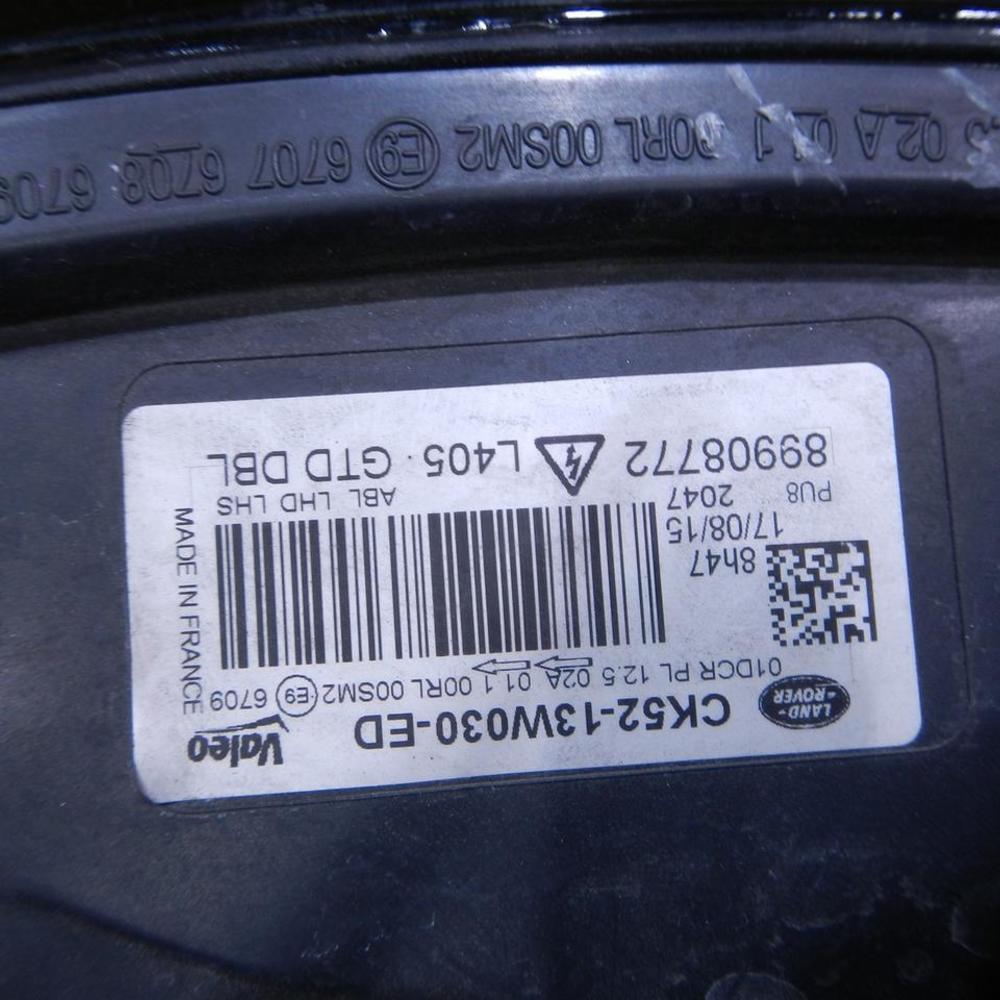 LAND
ROVER
CK52-13W030-ED
Valeo
01DCR PL 12.5 02A 01.1 00RL 00SM2 E9 6709
8h47
17/08/15
2047
PU8
ABL LHD LHS
89908772 L405 GTD DBL
MADE IN FRANCE
02A 1 00RL 00SM2 E9 6707 6708 6709